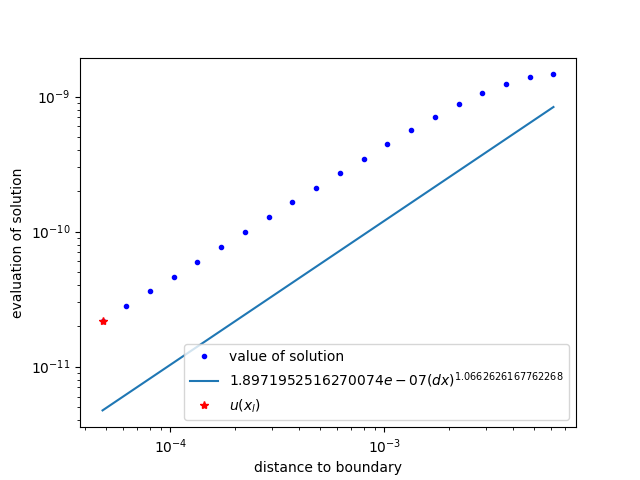 10⁻⁹
10⁻¹⁰
10⁻¹¹
evaluation of solution
value of solution
1.8971952516270074e − 07(dx)^1.0662626167762268
u(x_l)
10⁻⁴
10⁻³
distance to boundary